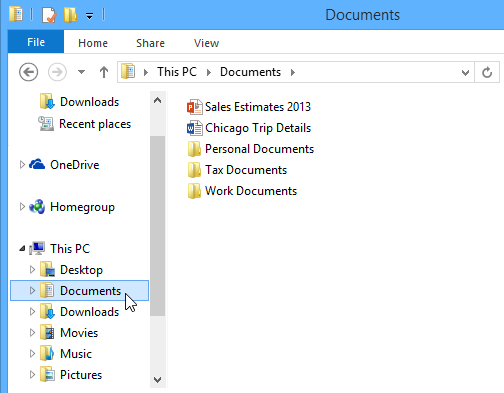 Documents
File Home Share View
This PC Documents
Downloads
Recent places
OneDrive
Homegroup
This PC
Desktop
Documents
Downloads
Movies
Music
Pictures
Sales Estimates 2013
Chicago Trip Details
Personal Documents
Tax Documents
Work Documents